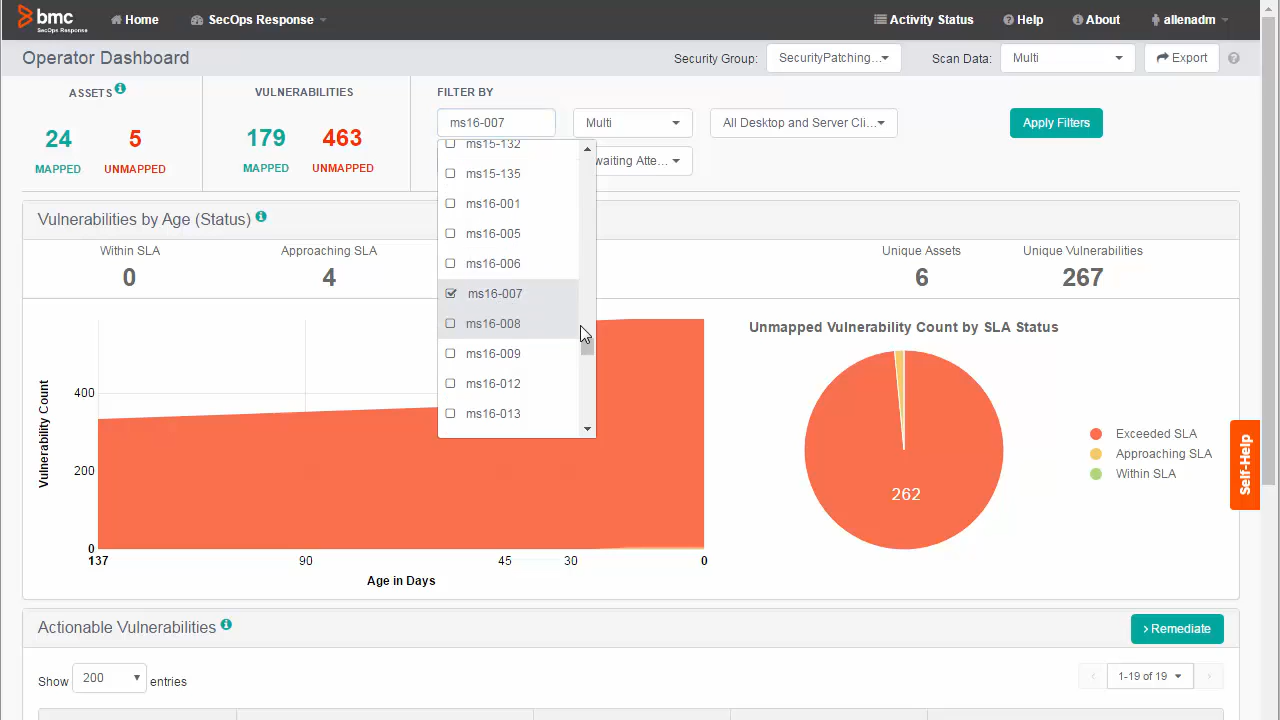 bmc
SecOps Response
Home
SecOps Response
Activity Status
Help
About
allenadm
Operator Dashboard
Security Group:
SecurityPatching...
Scan Data:
Multi
Export
ASSETS
24
5
MAPPED
UNMAPPED
VULNERABILITIES
179
463
MAPPED
UNMAPPED
FILTER BY
ms16-007
Multi
All Desktop and Server Cli...
Apply Filters
waiting Atte...
ms15-132
ms15-135
ms16-001
ms16-005
ms16-006
ms16-007
ms16-008
ms16-009
ms16-012
ms16-013
Vulnerabilities by Age (Status)
Within SLA
0
Approaching SLA
4
Unique Assets
6
Unique Vulnerabilities
267
Vulnerability Count
400
200
0
137
90
45
30
0
Age in Days
Unmapped Vulnerability Count by SLA Status
262
Exceeded SLA
Approaching SLA
Within SLA
Self-Help
Actionable Vulnerabilities
Remediate
Show 200 entries
1-19 of 19